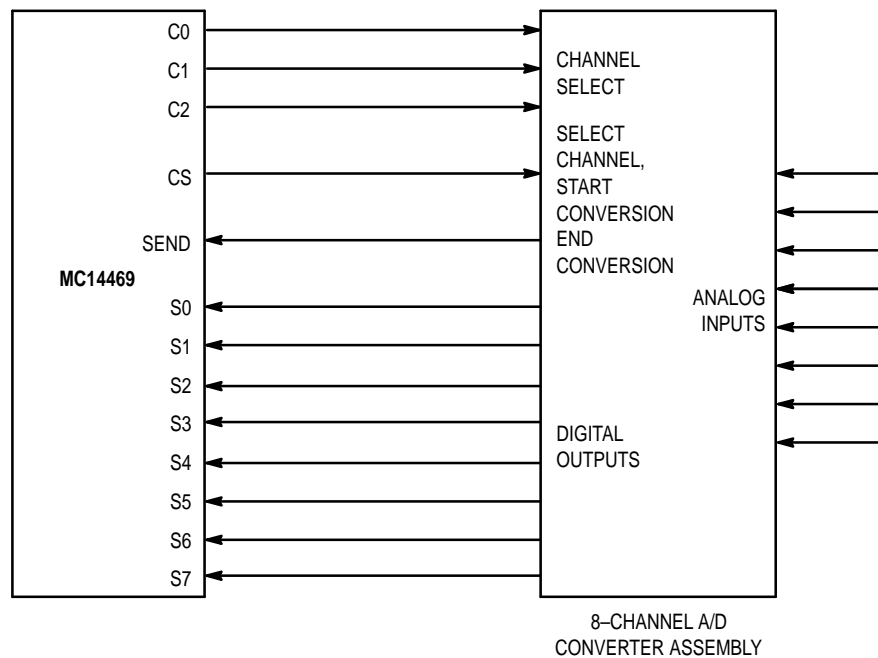 C0
C1
C2
CS
SEND
MC14469
S0
S1
S2
S3
S4
S5
S6
S7
CHANNEL
SELECT
SELECT
CHANNEL,
START
CONVERSION
END
CONVERSION
ANALOG
INPUTS
DIGITAL
OUTPUTS
8–CHANNEL A/D
CONVERTER ASSEMBLY